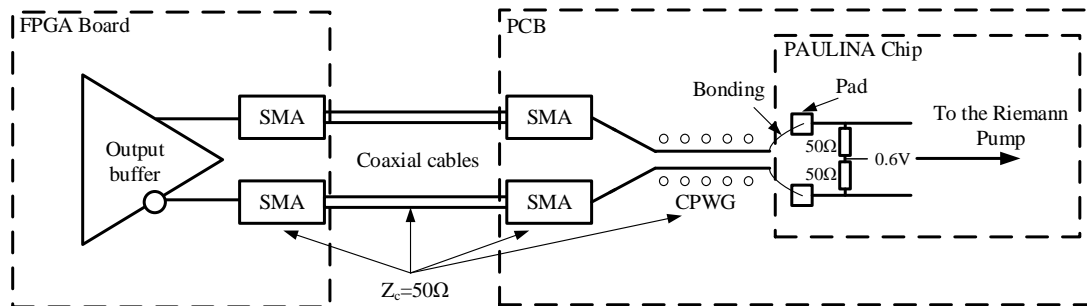 FPGA Board
PCB
PAULINA Chip
Bonding
Pad
SMA
SMA
To the Riemann
Pump
Output
buffer
Coaxial cables
50Ω
0.6V
50Ω
SMA
SMA
CPWG
Zc=50Ω